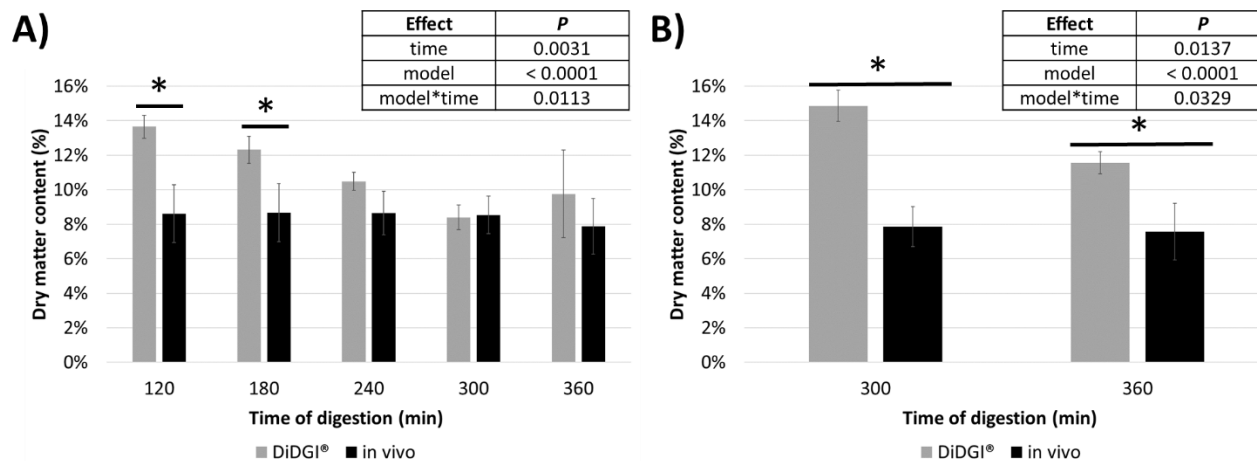 A)
Effect P
time 0.0031
model < 0.0001
model*time 0.0113
* *
Dry matter content (%)
16%
14%
12%
10%
8%
6%
4%
2%
0%
120 180 240 300 360
Time of digestion (min)
DiDGI® in vivo
B)
Effect P
time 0.0137
model < 0.0001
model*time 0.0329
* *
Dry matter content (%)
16%
14%
12%
10%
8%
6%
4%
2%
0%
300 360
Time of digestion (min)
DiDGI® in vivo